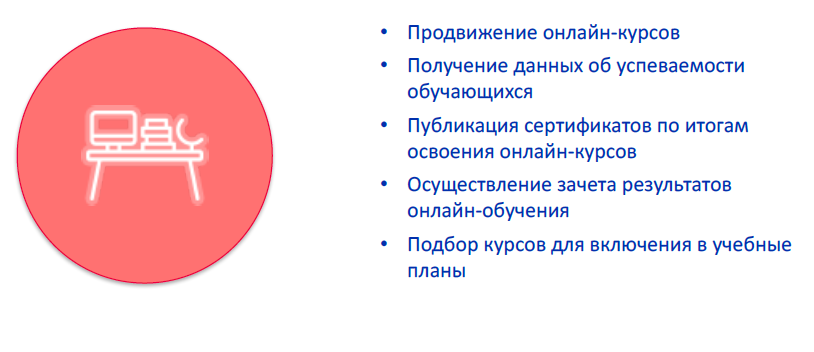 • Продвижение онлайн-курсов
• Получение данных об успеваемости
обучающихся
• Публикация сертификатов по итогам
освоения онлайн-курсов
• Осуществление зачета результатов
онлайн-обучения
• Подбор курсов для включения в учебные
планы